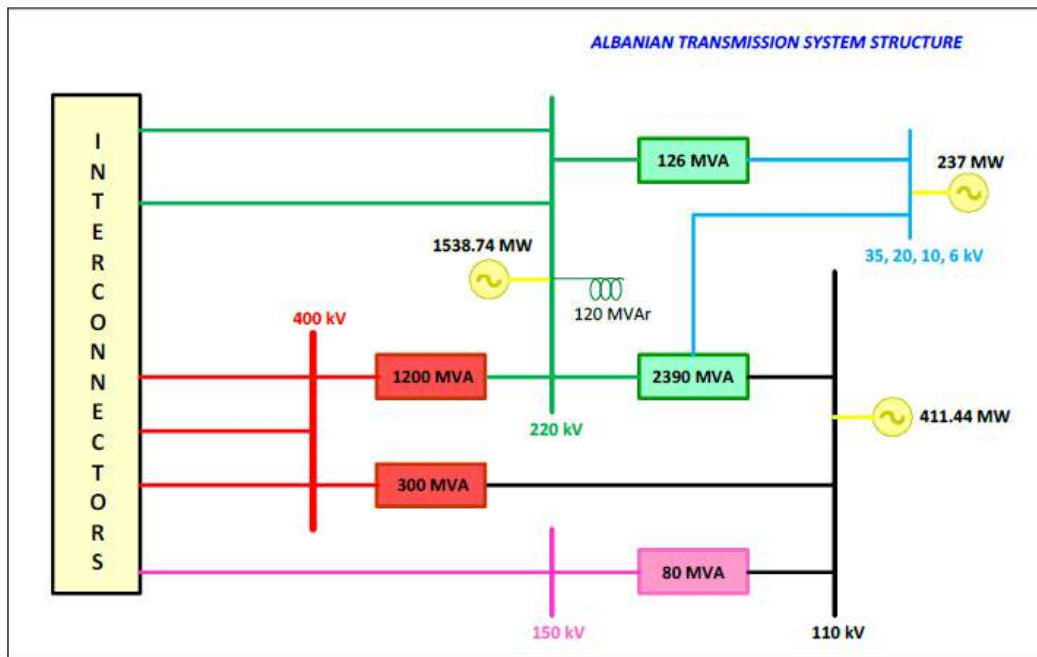 ALBANIAN TRANSMISSION SYSTEM STRUCTURE
INTERCONNECTORS
126 MVA
237 MW
35, 20, 10, 6 kV
1538.74 MW
120 MVAr
400 kV
1200 MVA
2390 MVA
220 kV
411.44 MW
300 MVA
80 MVA
150 kV
110 kV